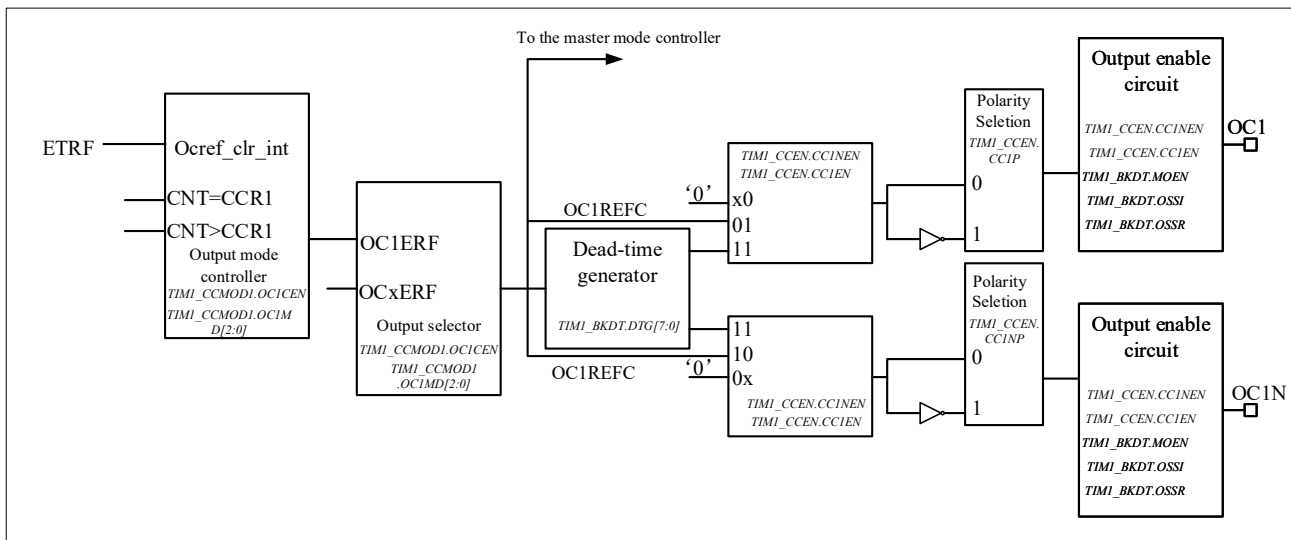 To the master mode controller
ETRF
Ocref_clr_int
CNT=CCR1
CNT>CCR1
Output mode
controller
TIM1_CCMOD1.OC1CEN
TIM1_CCMOD1.OC1M
D[2:0]
OC1ERF
OCxERF
Output selector
TIM1_CCMOD1.OC1CEN
TIM1_CCMOD1
.OC1MD[2:0]
OC1REFC
Dead-time
generator
TIM1_BKDT.DTG[7:0]
OC1REFC
TIM1_CCEN.CC1NEN
TIM1_CCEN.CC1EN
‘0’
x0
01
11
11
10
‘0’
0x
TIM1_CCEN.CC1NEN
TIM1_CCEN.CC1EN
Polarity
Seletion
TIM1_CCEN.
CC1P
0
1
Polarity
Seletion
TIM1_CCEN.
CC1NP
0
1
Output enable
circuit
TIM1_CCEN.CC1NEN
TIM1_CCEN.CC1EN
TIM1_BKDT.MOEN
TIM1_BKDT.OSSI
TIM1_BKDT.OSSR
OC1
Output enable
circuit
TIM1_CCEN.CC1NEN
TIM1_CCEN.CC1EN
TIM1_BKDT.MOEN
TIM1_BKDT.OSSI
TIM1_BKDT.OSSR
OC1N